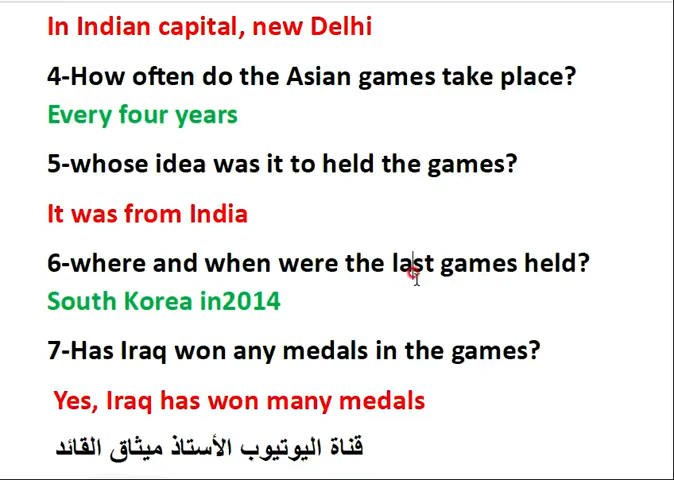 In Indian capital, new Delhi
4-How often do the Asian games take place?
Every four years
5-whose idea was it to held the games?
It was from India
6-where and when were the last games held?
South Korea in2014
7-Has Iraq won any medals in the games?
Yes, Iraq has won many medals
قناة اليوتيوب الأستاذ ميثاق القائد